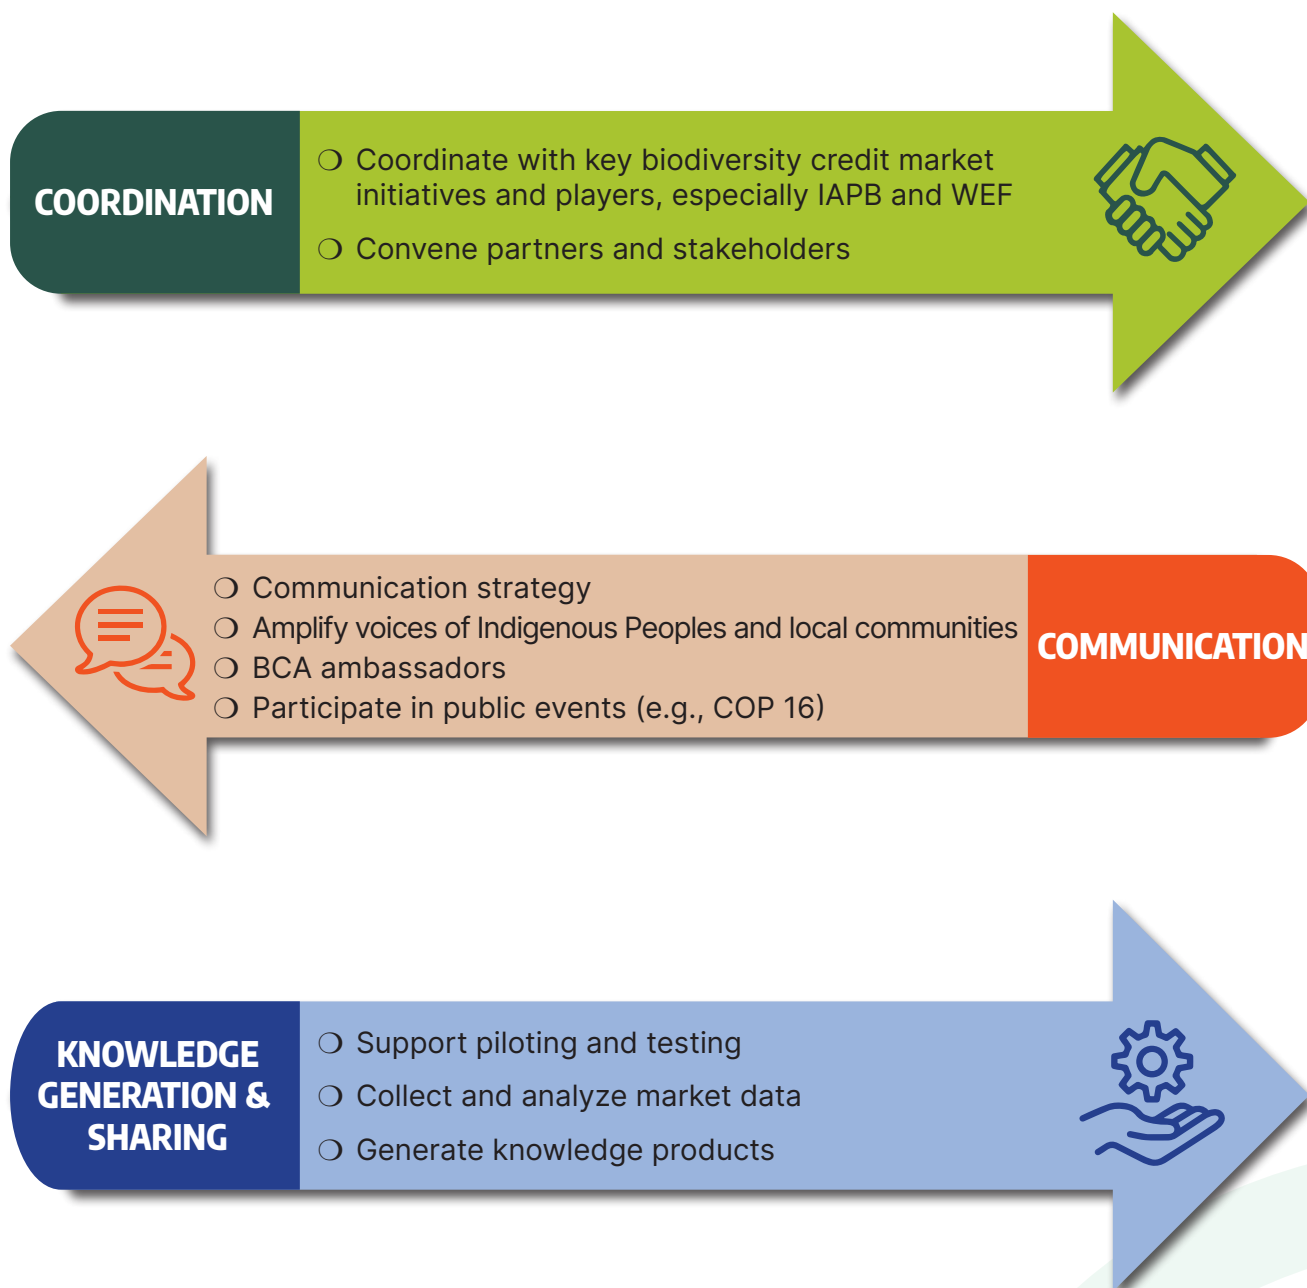 COORDINATION
❍ Coordinate with key biodiversity credit market
initiatives and players, especially IAPB and WEF
❍ Convene partners and stakeholders
❍ Communication strategy
❍ Amplify voices of Indigenous Peoples and local communities
❍ BCA ambassadors
❍ Participate in public events (e.g., COP 16)
COMMUNICATION
KNOWLEDGE
GENERATION &
SHARING
❍ Support piloting and testing
❍ Collect and analyze market data
❍ Generate knowledge products